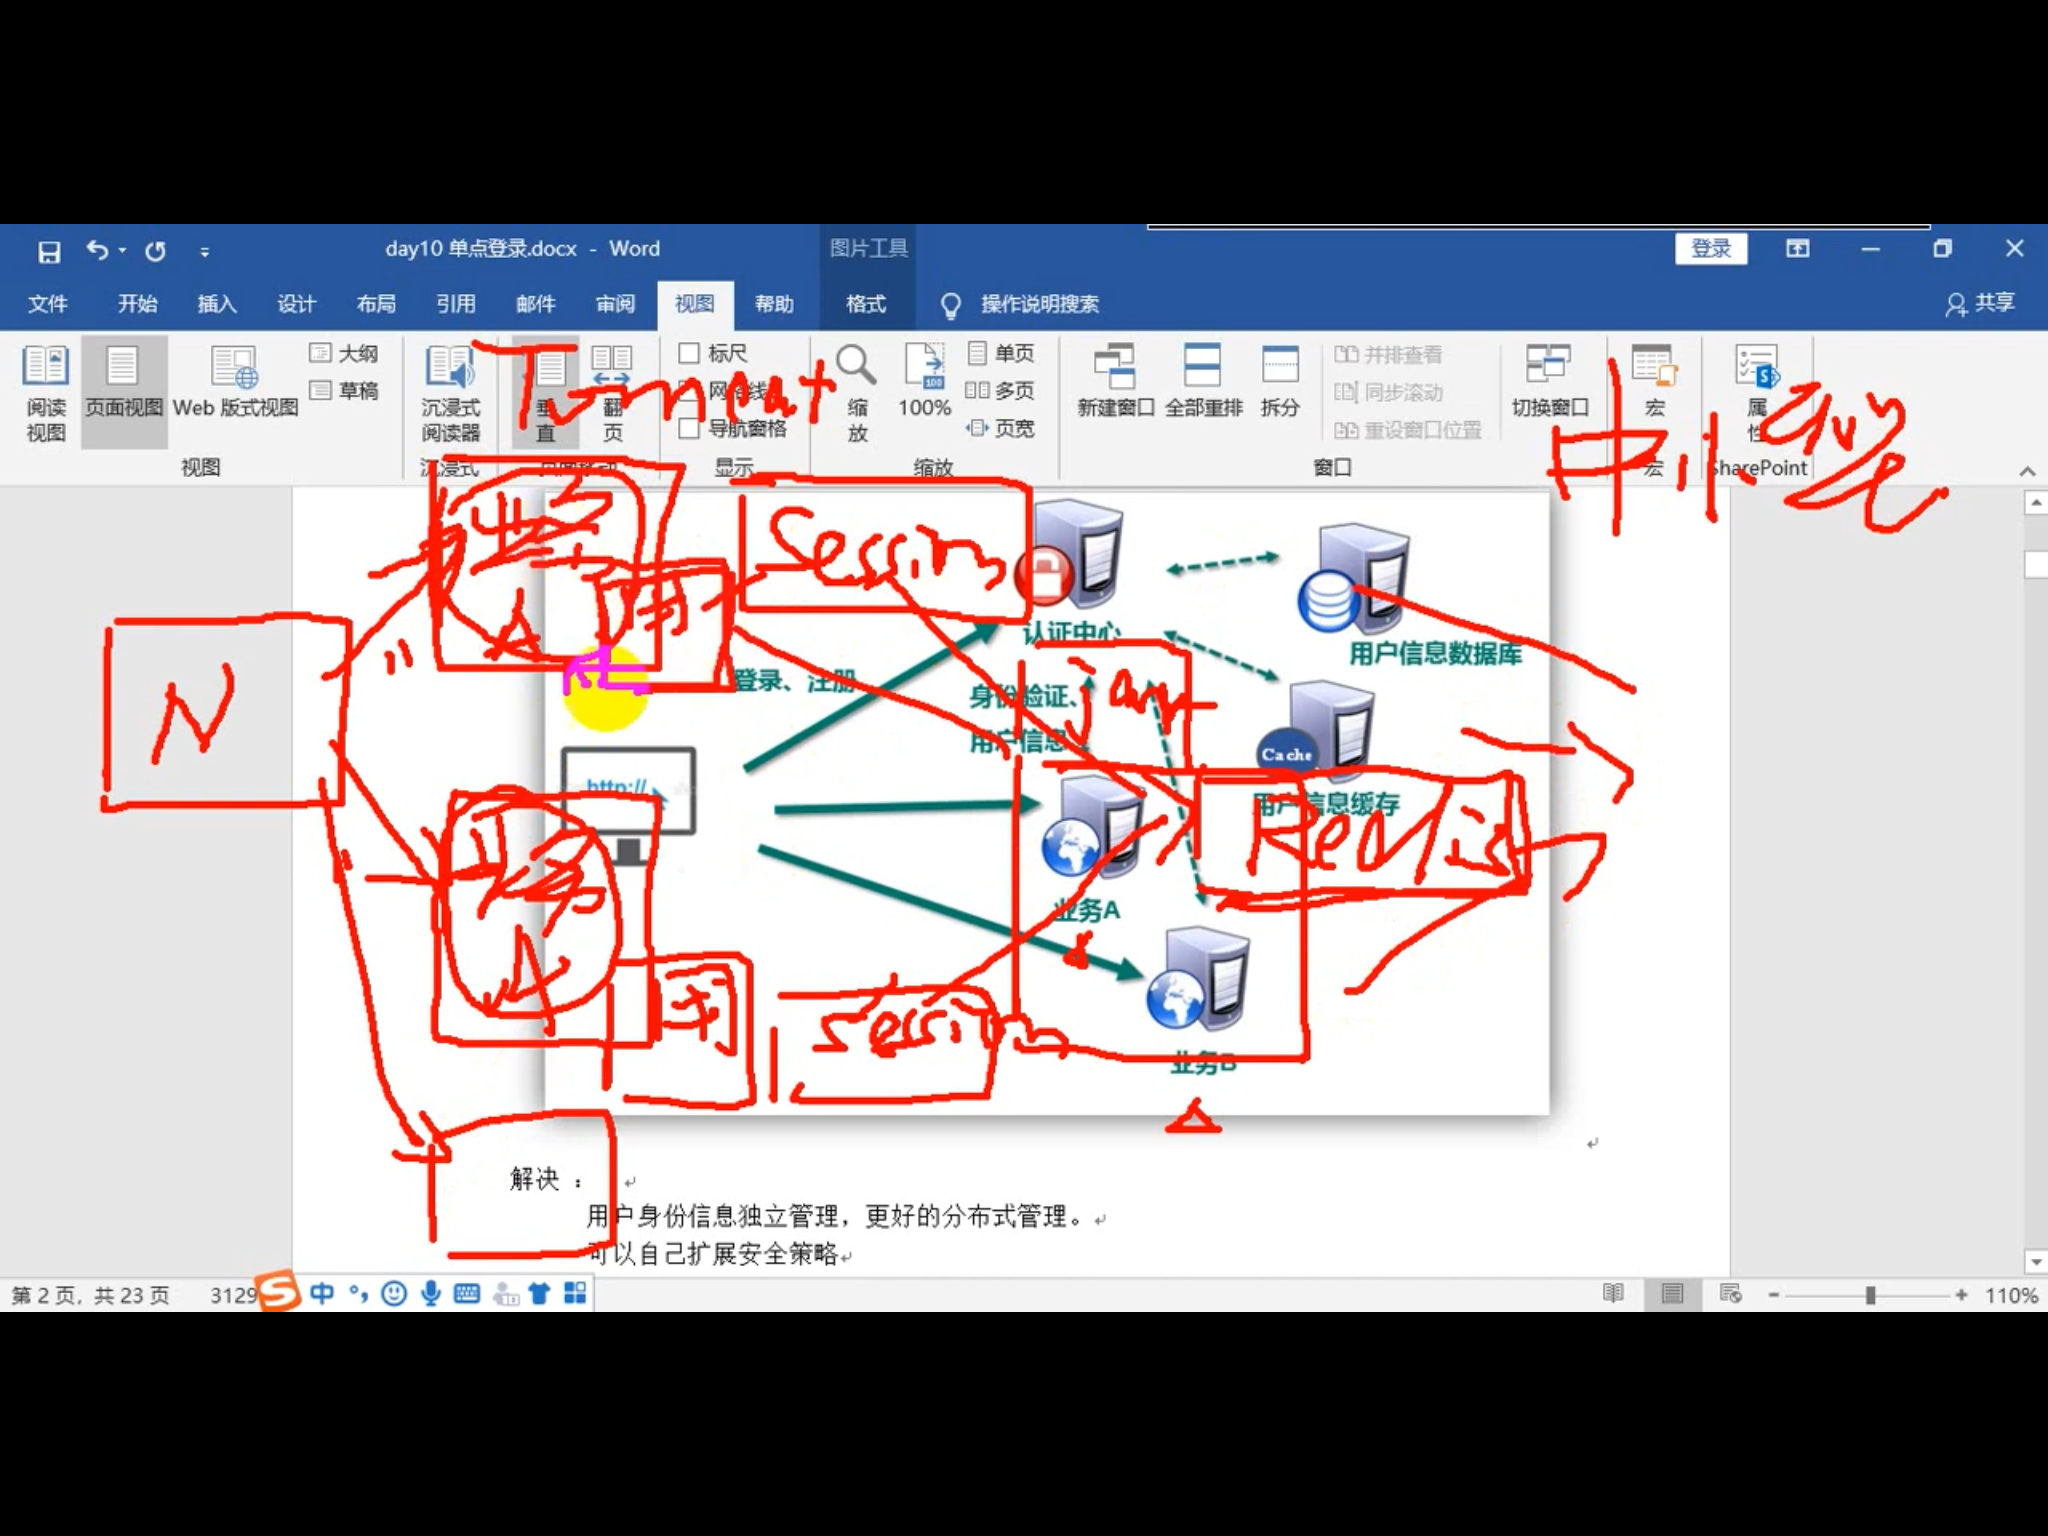 day10 单点登录.docx - Word
图片工具
登录
文件 开始 插入 设计 布局 引用 邮件 审阅 视图 帮助 格式 操作说明搜索 共享
阅读视图 页面视图 Web 版式视图 大纲 草稿
视图
沉浸式阅读器
沉浸式
垂直 翻页
页面移动
标尺
网格线
导航窗格
显示
缩放 100% 单页 多页 页宽
缩放
新建窗口 全部重排 拆分
并排查看
同步滚动
重设窗口位置
切换窗口
窗口
宏
宏
属性
SharePoint
Tomcat
中小型
业务
A
用
session
N
认证中心
用户信息数据库
登录、注册
身份验证、
用户信息
jar
Cache
用户信息缓存
Redis
http://
业务
A
业务A
session
业务B
解决 ：
用户身份信息独立管理，更好的分布式管理。
可以自己扩展安全策略
第 2 页，共 23 页 3129 中 110%